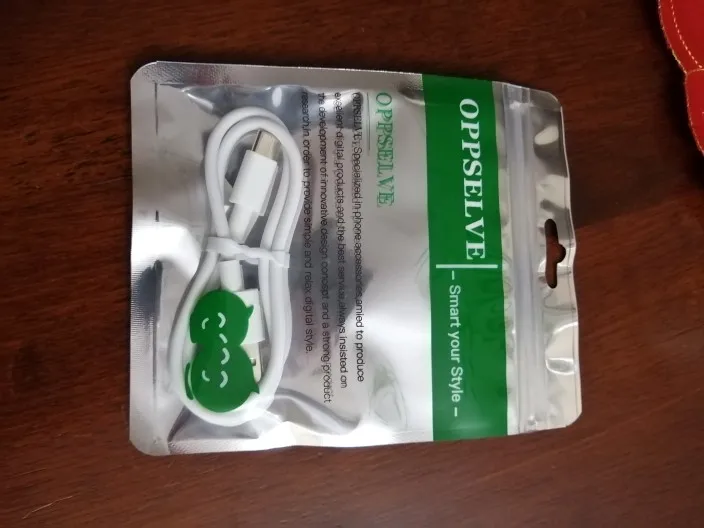 OPPSELVE
– Smart your Style –
OPPSELVE
OPPSELVE, Specialized in phone accessories, amied to produce
excellent digital products and the best service, always insisted on
the development of innovative design concept and a strong product
research, in order to provide simple and relax digital style.